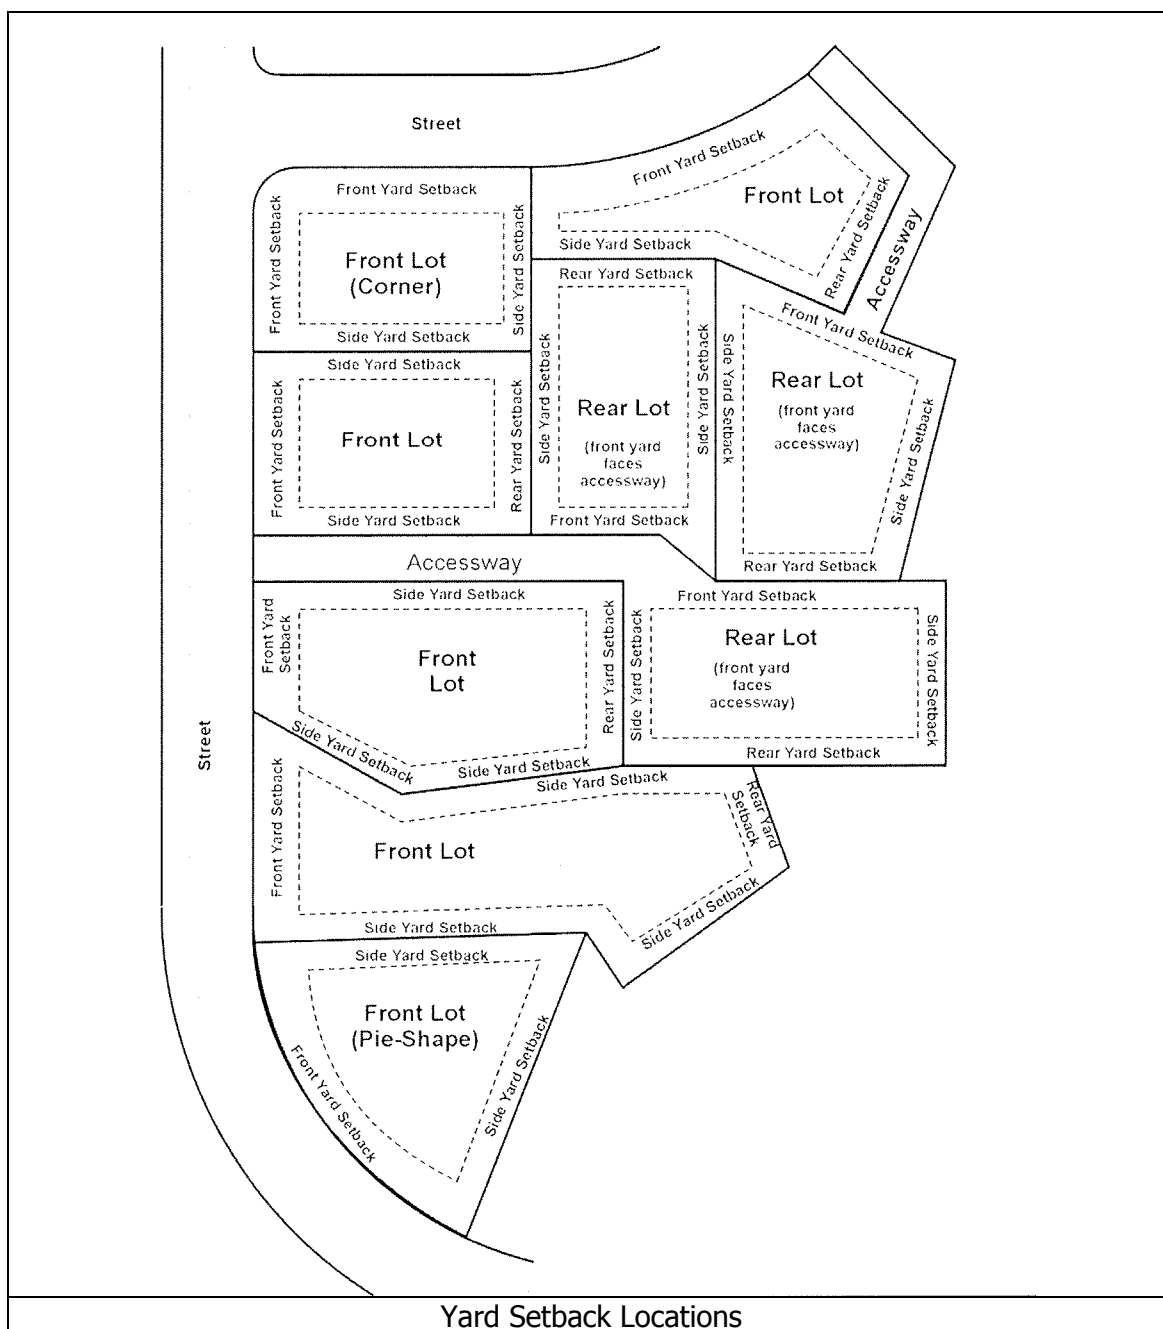 Street
Front Yard Setback
Front Yard Setback
Front Lot
(Corner)
Side Yard Setback
Side Yard Setback
Front Yard Setback
Front Lot
Side Yard Setback
Rear Yard Setback
Accessway
Side Yard Setback
Front Yard Setback
Front Lot
Rear Yard Setback
Side Yard Setback
Rear Yard Setback
Side Yard Setback
Rear Lot
(front yard
faces
accessway)
Side Yard Setback
Front Yard Setback
Front Yard Setback
Side Yard Setback
Rear Lot
(front yard
faces
accessway)
Side Yard Setback
Rear Yard Setback
Accessway
Side Yard Setback
Front Yard
Setback
Front
Lot
Rear Yard Setback
Side Yard Setback
Side Yard Setback
Front Yard Setback
Side Yard Setback
Rear Lot
(front yard
faces
accessway)
Side Yard Setback
Rear Yard Setback
Street
Side Yard Setback
Front Yard Setback
Front Lot
Rear Yard
Setback
Side Yard Setback
Side Yard Setback
Side Yard Setback
Front Lot
(Pie-Shape)
Front Yard Setback
Side Yard Setback
Yard Setback Locations